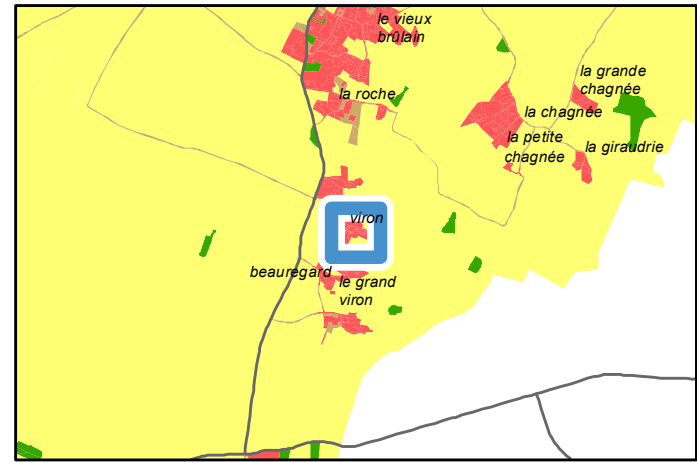 le vieux
brûlain
la grande
chagnée
la roche
la chagnée
la petite
chagnée
la giraudrie
viron
beauregard
le grand
viron